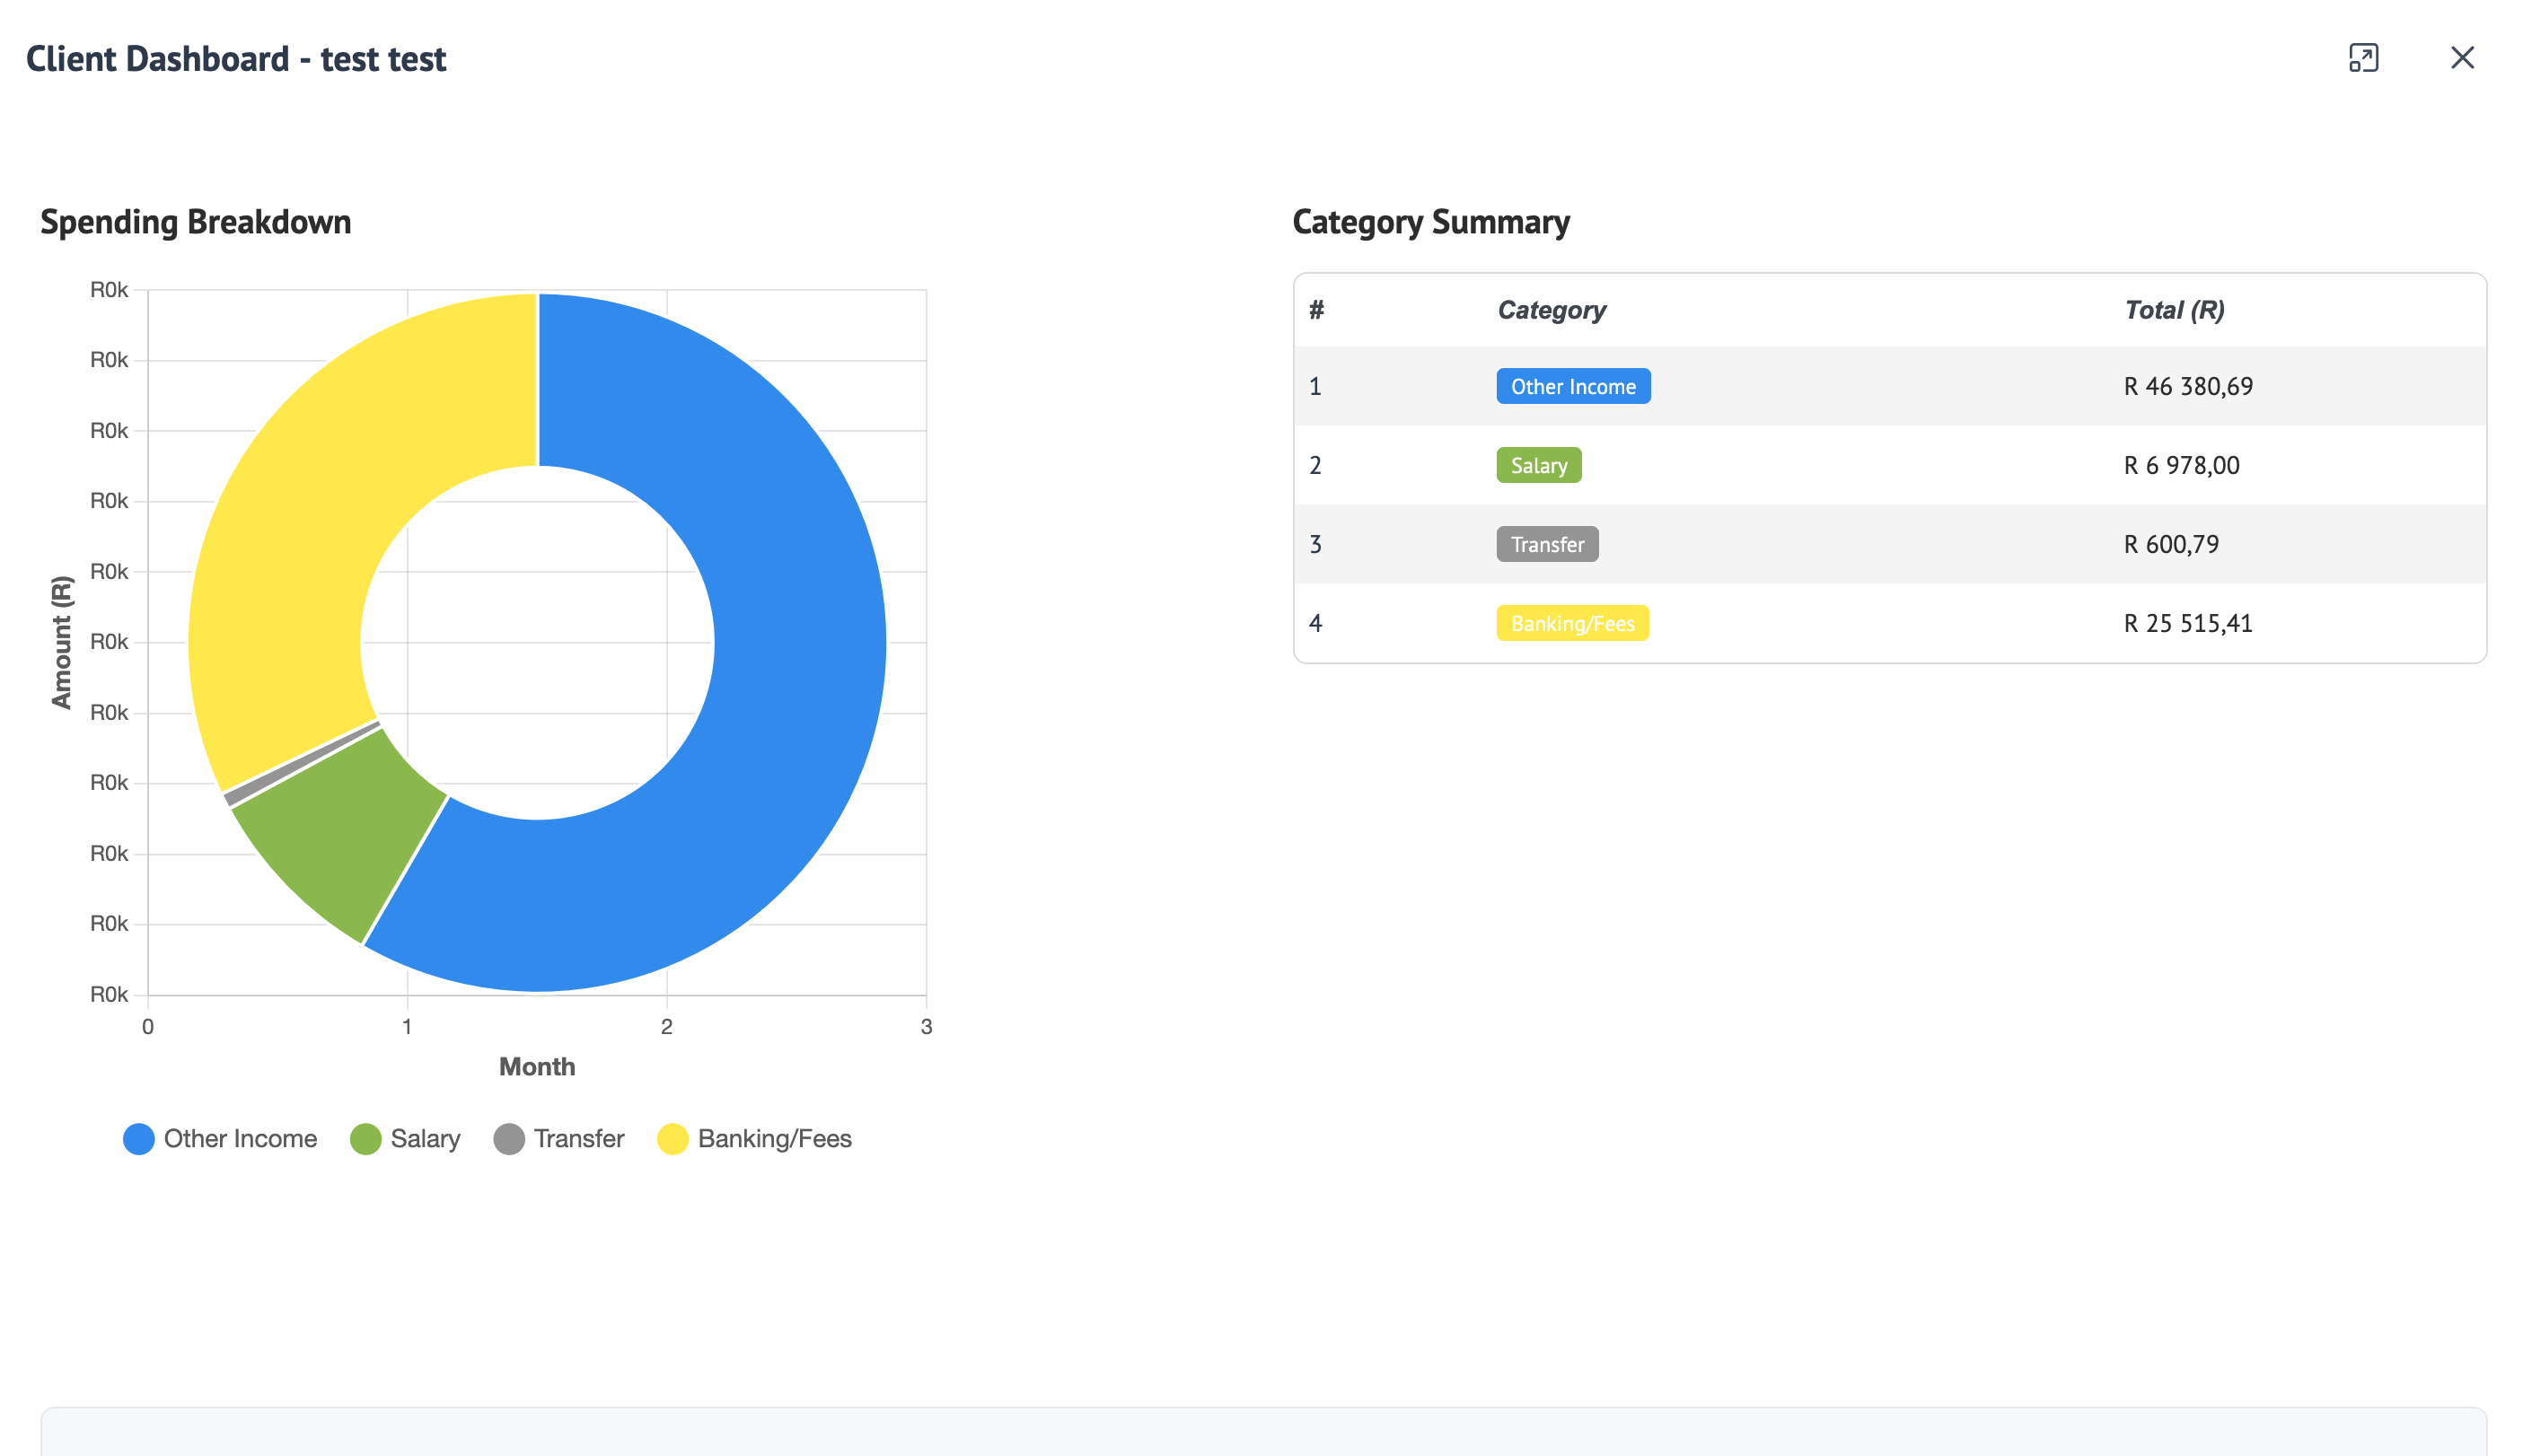 Client Dashboard - test test
Spending Breakdown
Amount (R)
R0k
R0k
R0k
R0k
R0k
R0k
R0k
R0k
R0k
R0k
R0k
0 1 2 3
Month
Other Income Salary Transfer Banking/Fees
Category Summary
# Category Total (R)
1 Other Income R 46 380,69
2 Salary R 6 978,00
3 Transfer R 600,79
4 Banking/Fees R 25 515,41